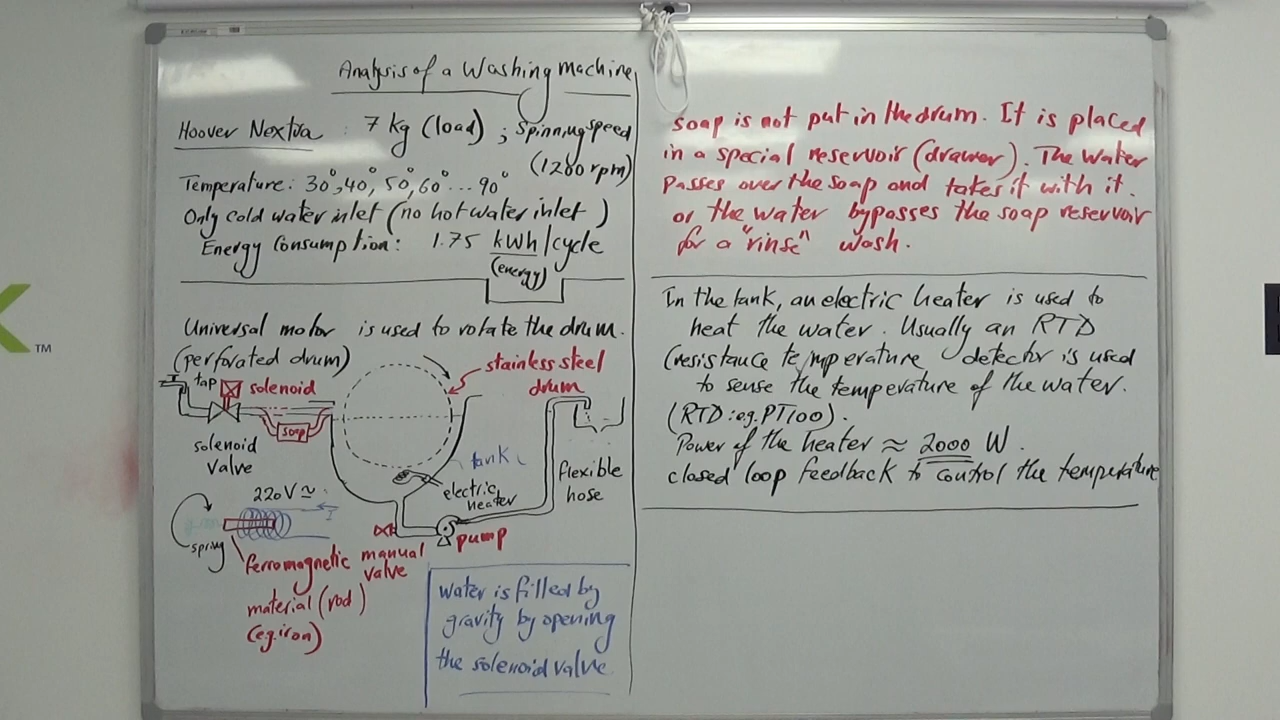 Analysis of a Washing machine
Hoover Nextra : 7 kg (load) ; spinning speed
(1200 rpm)
Temperature: 30°, 40°, 50°, 60° ... 90°
Only cold water inlet (no hot water inlet)
Energy Consumption: 1.75 kWh/cycle
(energy)
Universal motor is used to rotate the drum.
(perforated drum)
stainless steel
drum
tap
solenoid
soap
solenoid
valve
tank
electric
heater
flexible
hose
220V ≃
I
spring
ferromagnetic
material (rod)
(e.g. iron)
manual
valve
pump
water is filled by
gravity by opening
the solenoid valve.
soap is not put in the drum. It is placed
in a special reservoir (drawer). The water
passes over the soap and takes it with it.
or the water bypasses the soap reservoir
for a "rinse" wash.
In the tank, an electric heater is used to
heat the water. Usually an RTD
(resistance temperature detector is used
to sense the temperature of the water.
(RTD: e.g. PT100).
Power of the heater ≈ 2000 W.
closed loop feedback to control the temperature
TM